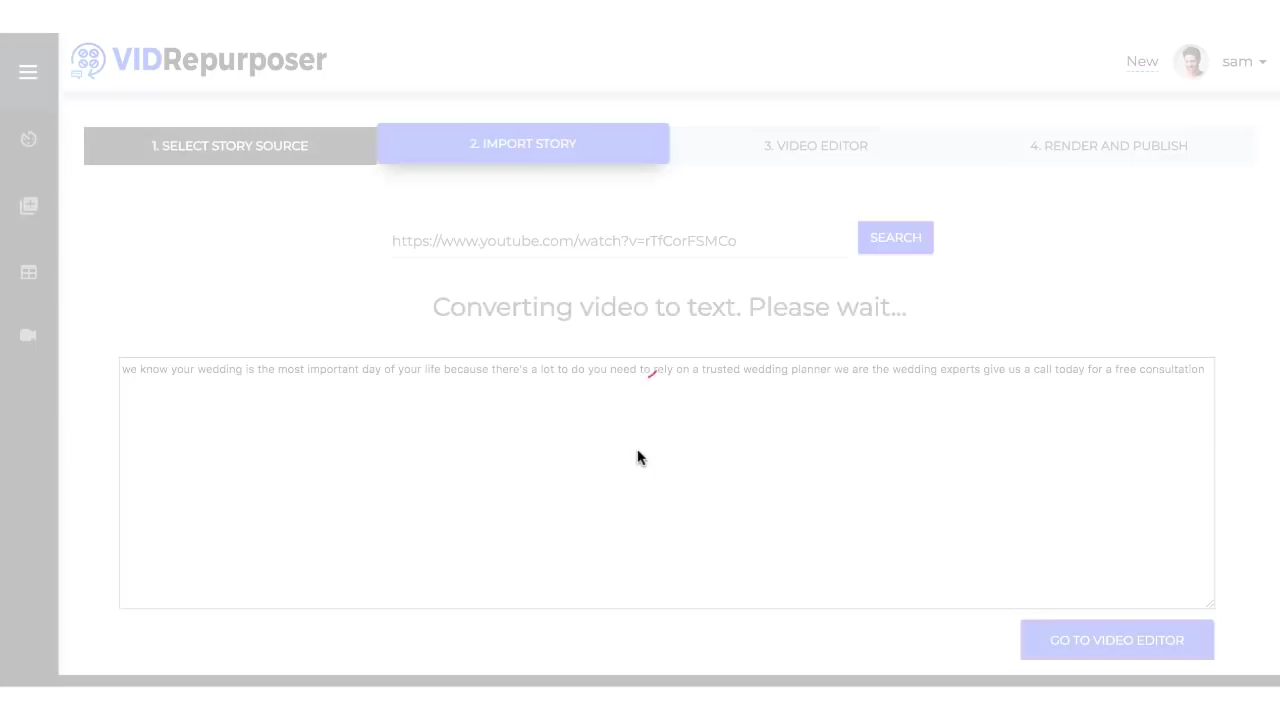 VIDRepurposer
New
sam
1. SELECT STORY SOURCE
2. IMPORT STORY
3. VIDEO EDITOR
4. RENDER AND PUBLISH
https://www.youtube.com/watch?v=rTfCorFSMCo
SEARCH
Converting video to text. Please wait...
we know your wedding is the most important day of your life because there's a lot to do you need to rely on a trusted wedding planner we are the wedding experts give us a call today for a free consultation
GO TO VIDEO EDITOR